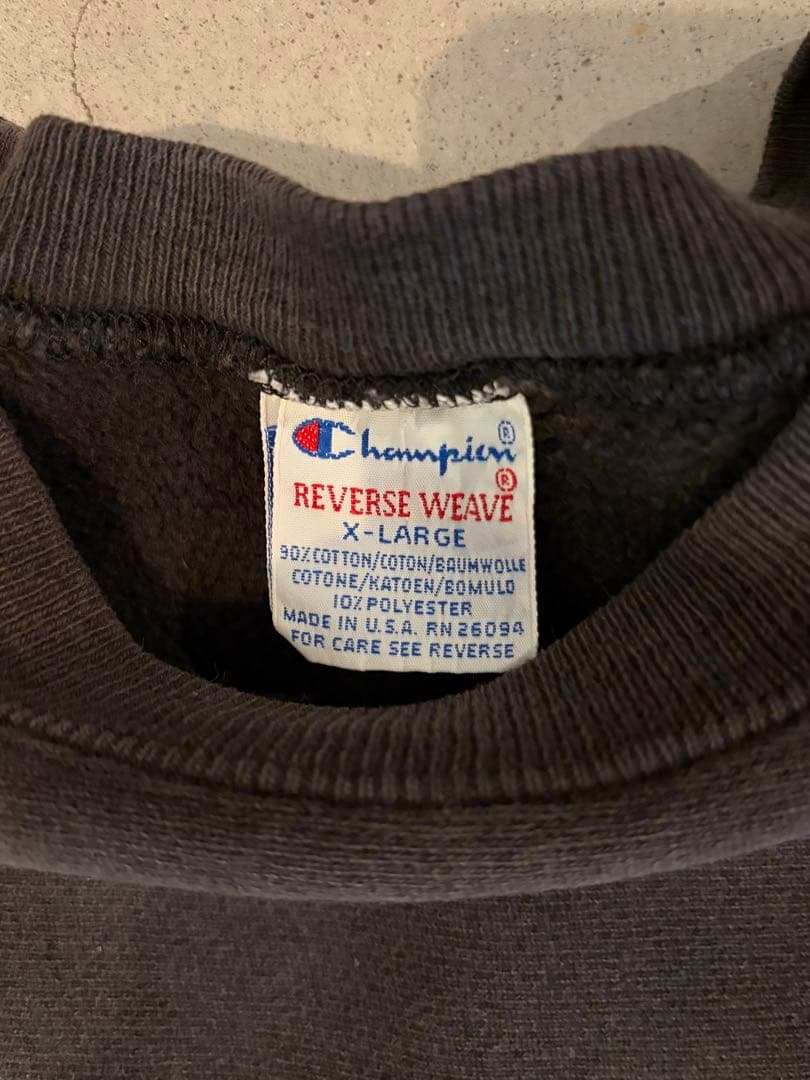 Champion®
REVERSE WEAVE®
X-LARGE
90% COTTON/COTON/BAUMWOLLE
COTONE/KATOEN/BOMULD
10% POLYESTER
MADE IN U.S.A. RN 26094
FOR CARE SEE REVERSE